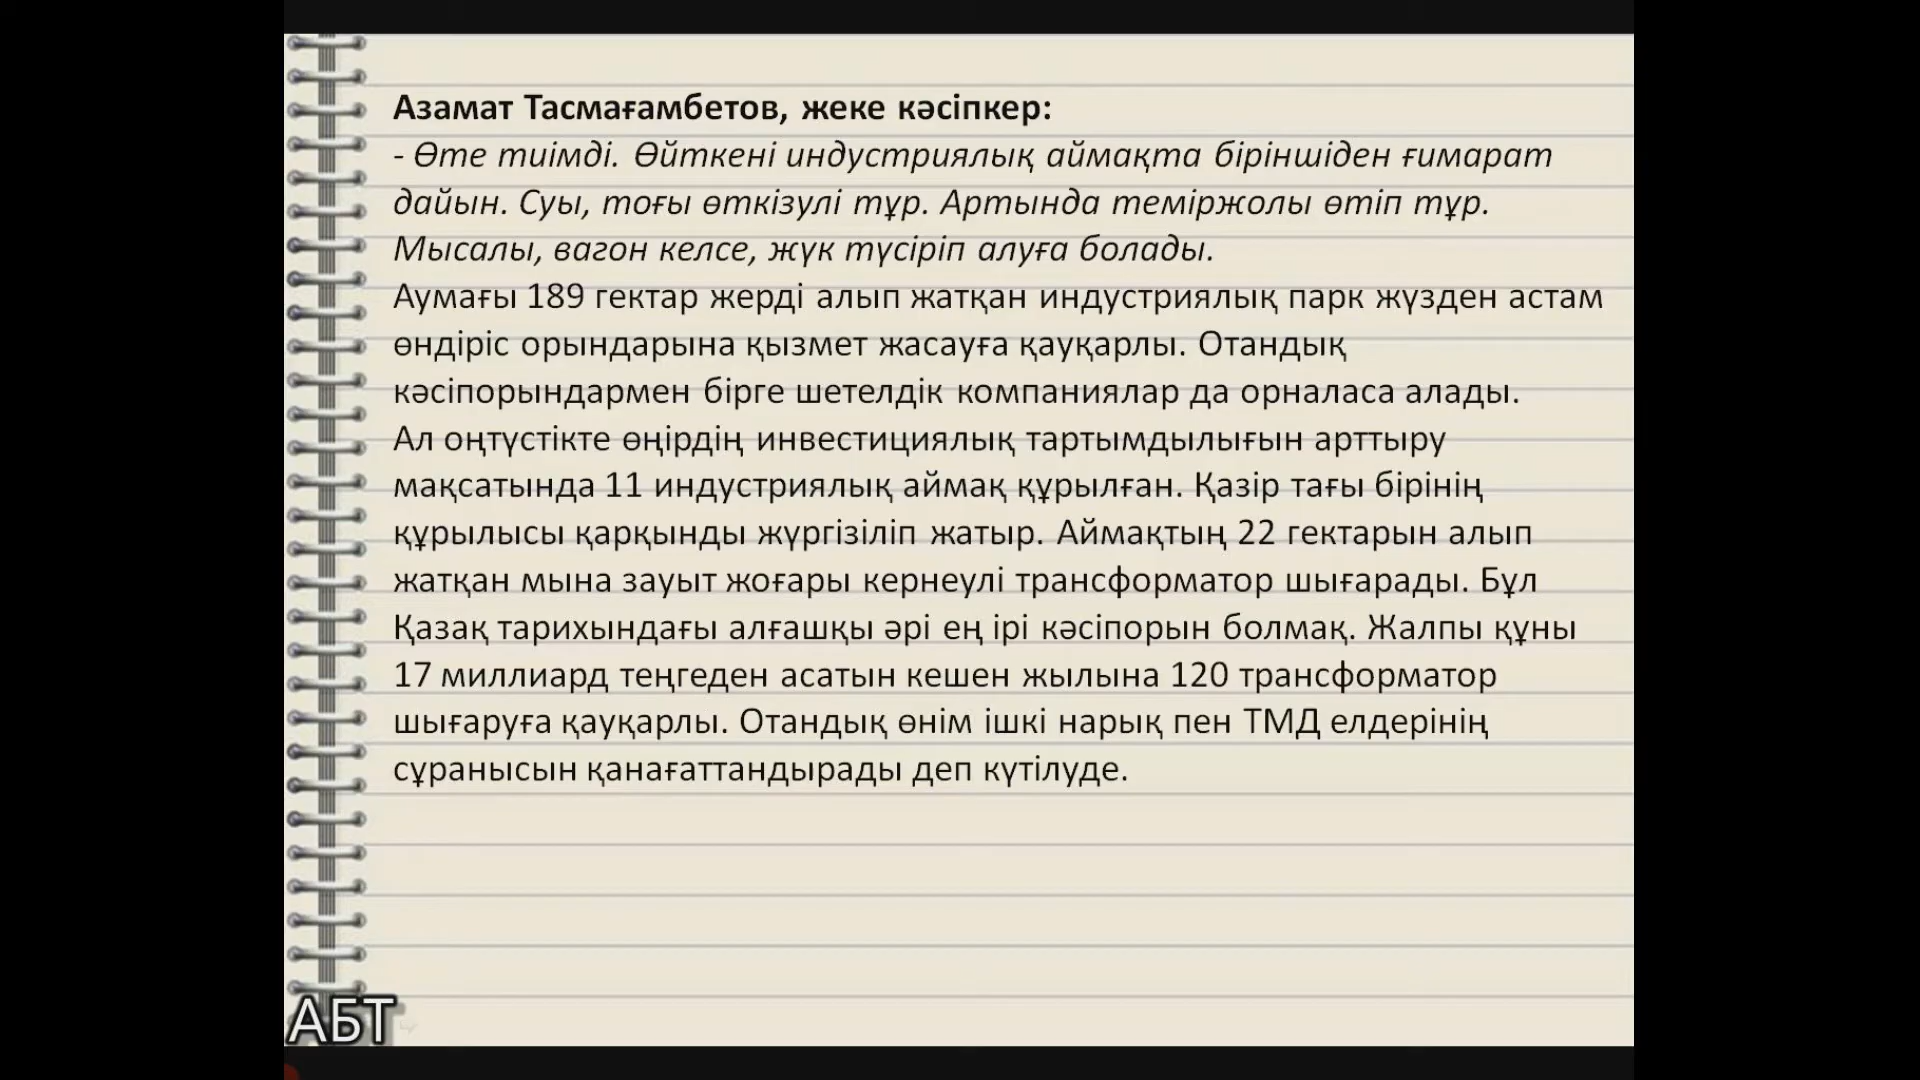 Азамат Тасмағамбетов, жеке кәсіпкер:
- Өте тиімді. Өйткені индустриялық аймақта біріншіден ғимарат
дайын. Суы, тоғы өткізулі тұр. Артында теміржолы өтіп тұр.
Мысалы, вагон келсе, жүк түсіріп алуға болады.
Аумағы 189 гектар жерді алып жатқан индустриялық парк жүзден астам
өндіріс орындарына қызмет жасауға қауқарлы. Отандық
кәсіпорындармен бірге шетелдік компаниялар да орналаса алады.
Ал оңтүстікте өңірдің инвестициялық тартымдылығын арттыру
мақсатында 11 индустриялық аймақ құрылған. Қазір тағы бірінің
құрылысы қарқынды жүргізіліп жатыр. Аймақтың 22 гектарын алып
жатқан мына зауыт жоғары кернеулі трансформатор шығарады. Бұл
Қазақ тарихындағы алғашқы әрі ең ірі кәсіпорын болмақ. Жалпы құны
17 миллиард теңгеден асатын кешен жылына 120 трансформатор
шығаруға қауқарлы. Отандық өнім ішкі нарық пен ТМД елдерінің
сұранысын қанағаттандырады деп күтілуде.
АБТ